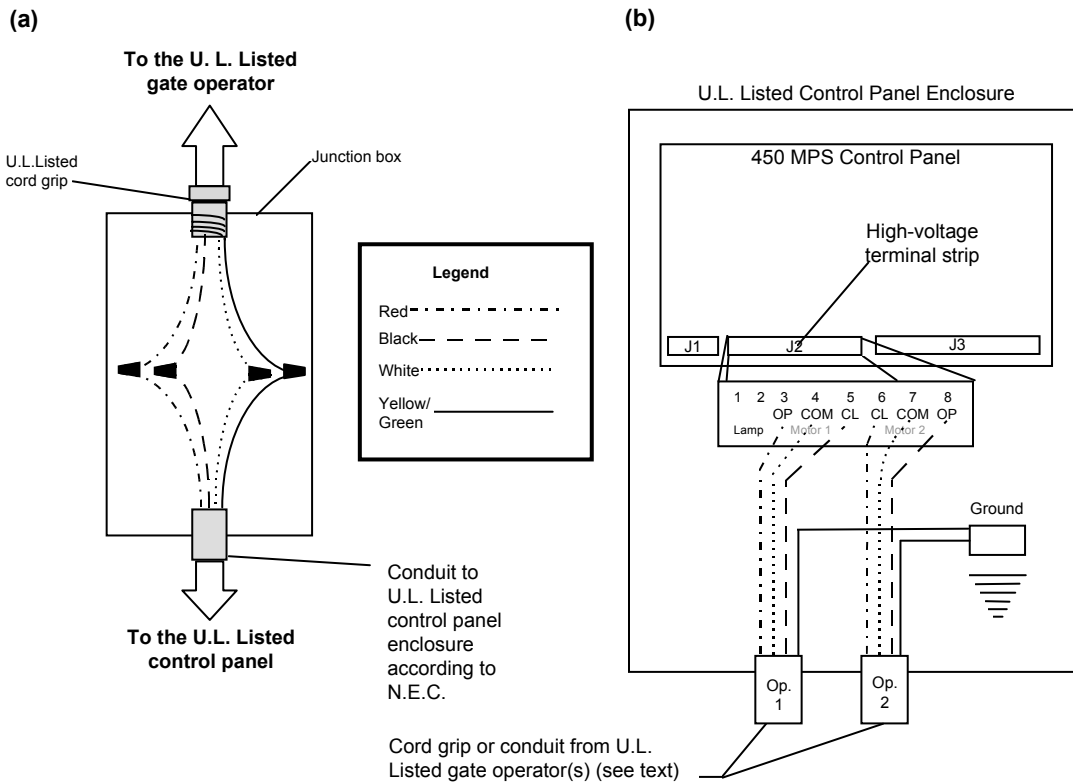 (a)
To the U. L. Listed
gate operator
U.L.Listed
cord grip
Junction box
Legend
Red
Black
White
Yellow/
Green
Conduit to
U.L. Listed
control panel
enclosure
according to
N.E.C.
To the U.L. Listed
control panel
(b)
U.L. Listed Control Panel Enclosure
450 MPS Control Panel
High-voltage
terminal strip
J1 J2 J3
1 2 3 4 5 6 7 8
OP COM CL CL COM OP
Lamp Motor 1 Motor 2
Ground
Op.
1
Op.
2
Cord grip or conduit from U.L.
Listed gate operator(s) (see text)